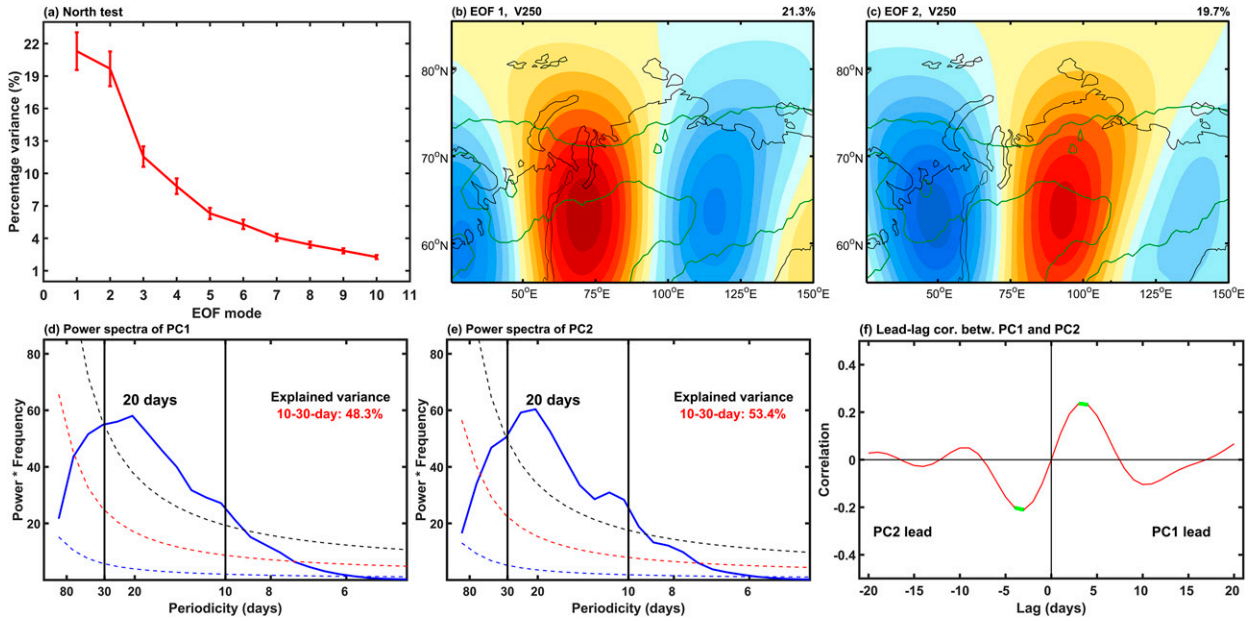 (a) North test
22
19
16
13
10
7
4
1
Percentage variance (%)
0 1 2 3 4 5 6 7 8 9 10 11
EOF mode
(b) EOF 1, V250 21.3%
80°N
70°N
60°N
50°E 75°E 100°E 125°E 150°E
(c) EOF 2, V250 19.7%
80°N
70°N
60°N
50°E 75°E 100°E 125°E 150°E
(d) Power spectra of PC1
80
60
40
20
Power * Frequency
20 days
Explained variance
10-30-day: 48.3%
80 30 20 10 8 6
Periodicity (days)
(e) Power spectra of PC2
80
60
40
20
Power * Frequency
20 days
Explained variance
10-30-day: 53.4%
80 30 20 10 8 6
Periodicity (days)
(f) Lead-lag cor. betw. PC1 and PC2
0.4
0.2
0
-0.2
-0.4
Correlation
PC2 lead PC1 lead
-20 -15 -10 -5 0 5 10 15 20
Lag (days)